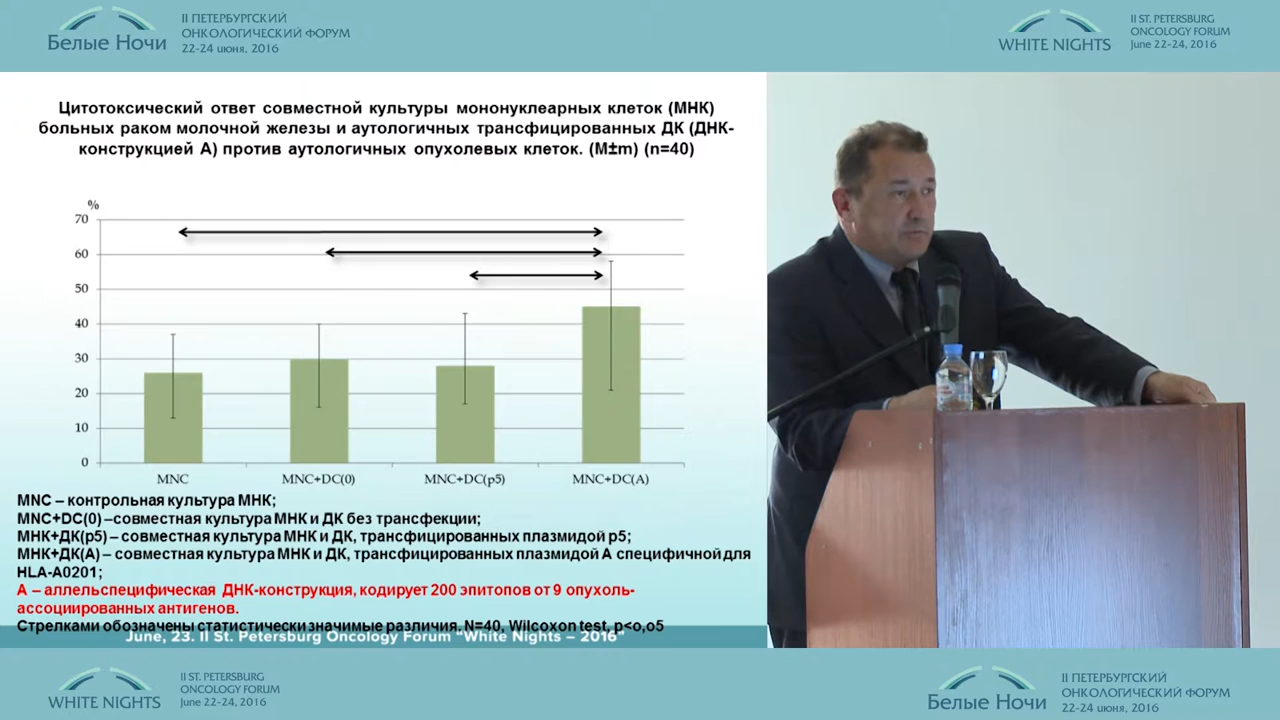 Белые Ночи
II ПЕТЕРБУРГСКИЙ
ОНКОЛОГИЧЕСКИЙ ФОРУМ
22-24 июня, 2016
WHITE NIGHTS
II ST. PETERSBURG
ONCOLOGY FORUM
June 22-24, 2016
Цитотоксический ответ совместной культуры мононуклеарных клеток (МНК)
больных раком молочной железы и аутологичных трансфицированных ДК (ДНК-
конструкцией А) против аутологичных опухолевых клеток. (M±m) (n=40)
%
70
60
50
40
30
20
10
0
MNC
MNC+DC(0)
MNC+DC(p5)
MNC+DC(A)
MNC – контрольная культура МНК;
MNC+DC(0) –совместная культура МНК и ДК без трансфекции;
МНК+ДК(p5) – совместная культура МНК и ДК, трансфицированных плазмидой p5;
МНК+ДК(А) – совместная культура МНК и ДК, трансфицированных плазмидой А специфичной для
HLA-A0201;
А – аллельспецифическая ДНК-конструкция, кодирует 200 эпитопов от 9 опухоль-
ассоциированных антигенов.
Стрелками обозначены статистически значимые различия. N=40, Wilcoxon test, p<o,o5
June, 23. II St. Petersburg Oncology Forum "White Nights – 2016"
WHITE NIGHTS
II ST. PETERSBURG
ONCOLOGY FORUM
June 22-24, 2016
Белые Ночи
II ПЕТЕРБУРГСКИЙ
ОНКОЛОГИЧЕСКИЙ ФОРУМ
22-24 июня, 2016